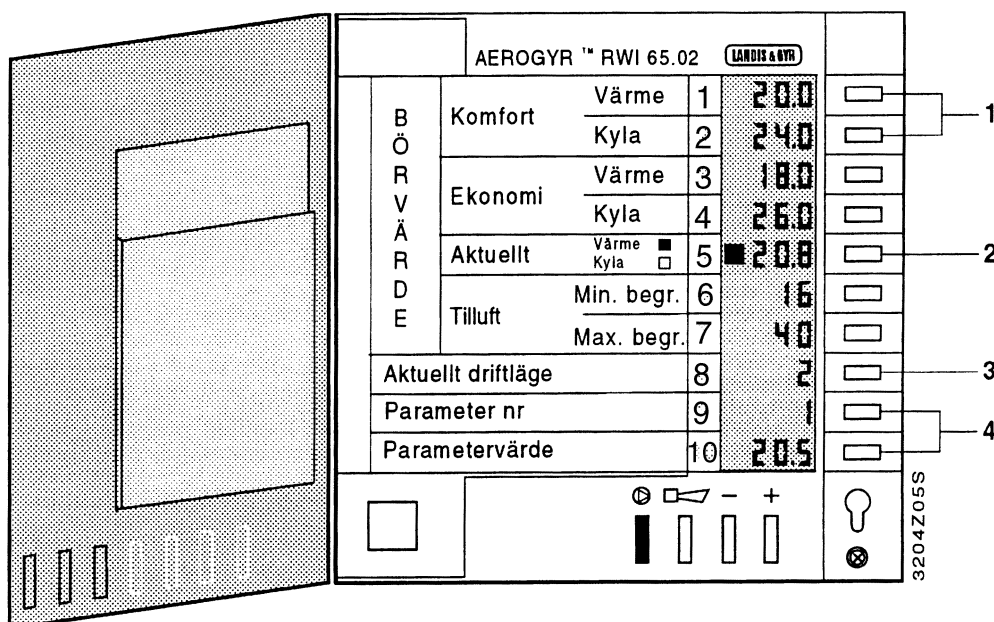 AEROGYR ™ RWI 65.02 LANDIS & GYR
BÖRVÄRDE
Komfort Värme 1 20.0
Kyla 2 24.0
Ekonomi Värme 3 18.0
Kyla 4 26.0
Aktuellt Värme ■ Kyla □ 5 20.8
Tilluft Min. begr. 6 16
Max. begr. 7 40
Aktuellt driftläge 8 2
Parameter nr 9 1
Parametervärde 10 20.5
- +
1
2
3
4
3204Z05S